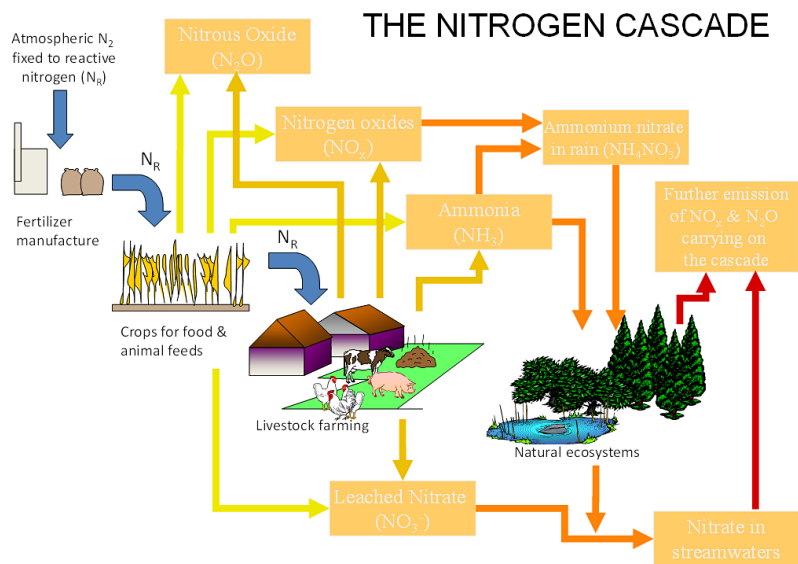 THE NITROGEN CASCADE
Atmospheric N₂
fixed to reactive
nitrogen (Nᵣ)
Nitrous Oxide
(N₂O)
Nitrogen oxides
(NOₓ)
Ammonium nitrate
in rain (NH₄NO₃)
Nᵣ
Fertilizer
manufacture
Ammonia
(NH₃)
Further emission
of NOₓ & N₂O
carrying on
the cascade
Nᵣ
Crops for food &
animal feeds
Livestock farming
Natural ecosystems
Leached Nitrate
(NO₃⁻)
Nitrate in
streamwaters